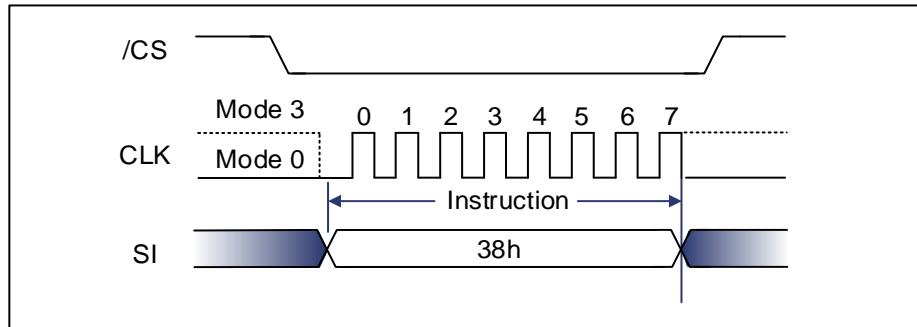 /CS
Mode 3
0 1 2 3 4 5 6 7
CLK
Mode 0
Instruction
SI
38h